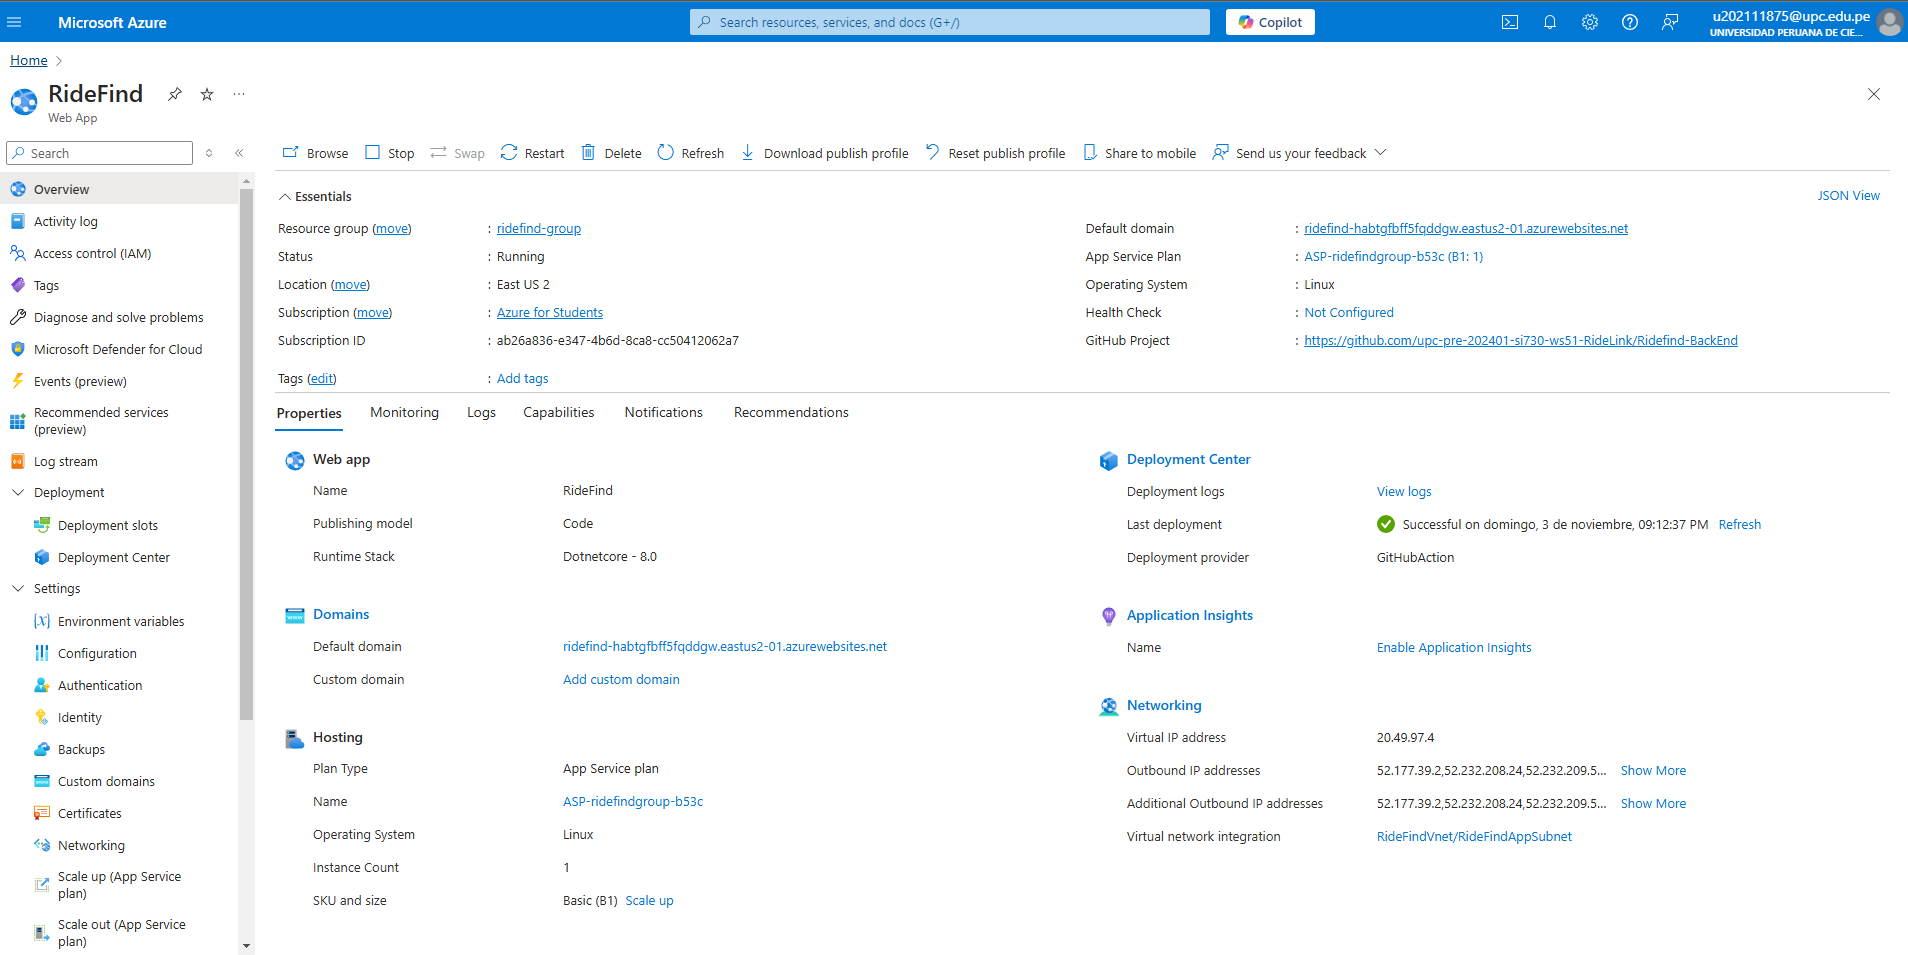 Microsoft Azure
Search resources, services, and docs (G+/)
Copilot
u202111875@upc.edu.pe
UNIVERSIDAD PERUANA DE CIE...
Home
RideFind
Web App
Search
Browse
Stop
Swap
Restart
Delete
Refresh
Download publish profile
Reset publish profile
Share to mobile
Send us your feedback
Overview
Activity log
Access control (IAM)
Tags
Diagnose and solve problems
Microsoft Defender for Cloud
Events (preview)
Recommended services
(preview)
Log stream
Deployment
Deployment slots
Deployment Center
Settings
Environment variables
Configuration
Authentication
Identity
Backups
Custom domains
Certificates
Networking
Scale up (App Service
plan)
Scale out (App Service
plan)
Essentials
JSON View
Resource group (move) : ridefind-group
Status : Running
Location (move) : East US 2
Subscription (move) : Azure for Students
Subscription ID : ab26a836-e347-4b6d-8ca8-cc50412062a7
Tags (edit) : Add tags
Default domain : ridefind-habtgfbff5fqddgw.eastus2-01.azurewebsites.net
App Service Plan : ASP-ridefindgroup-b53c (B1: 1)
Operating System : Linux
Health Check : Not Configured
GitHub Project : https://github.com/upc-pre-202401-si730-ws51-RideLink/Ridefind-BackEnd
Properties
Monitoring
Logs
Capabilities
Notifications
Recommendations
Web app
Name RideFind
Publishing model Code
Runtime Stack Dotnetcore - 8.0
Domains
Default domain ridefind-habtgfbff5fqddgw.eastus2-01.azurewebsites.net
Custom domain Add custom domain
Hosting
Plan Type App Service plan
Name ASP-ridefindgroup-b53c
Operating System Linux
Instance Count 1
SKU and size Basic (B1) Scale up
Deployment Center
Deployment logs View logs
Last deployment Successful on domingo, 3 de noviembre, 09:12:37 PM Refresh
Deployment provider GitHubAction
Application Insights
Name Enable Application Insights
Networking
Virtual IP address 20.49.97.4
Outbound IP addresses 52.177.39.2,52.232.208.24,52.232.209.5... Show More
Additional Outbound IP addresses 52.177.39.2,52.232.208.24,52.232.209.5... Show More
Virtual network integration RideFindVnet/RideFindAppSubnet